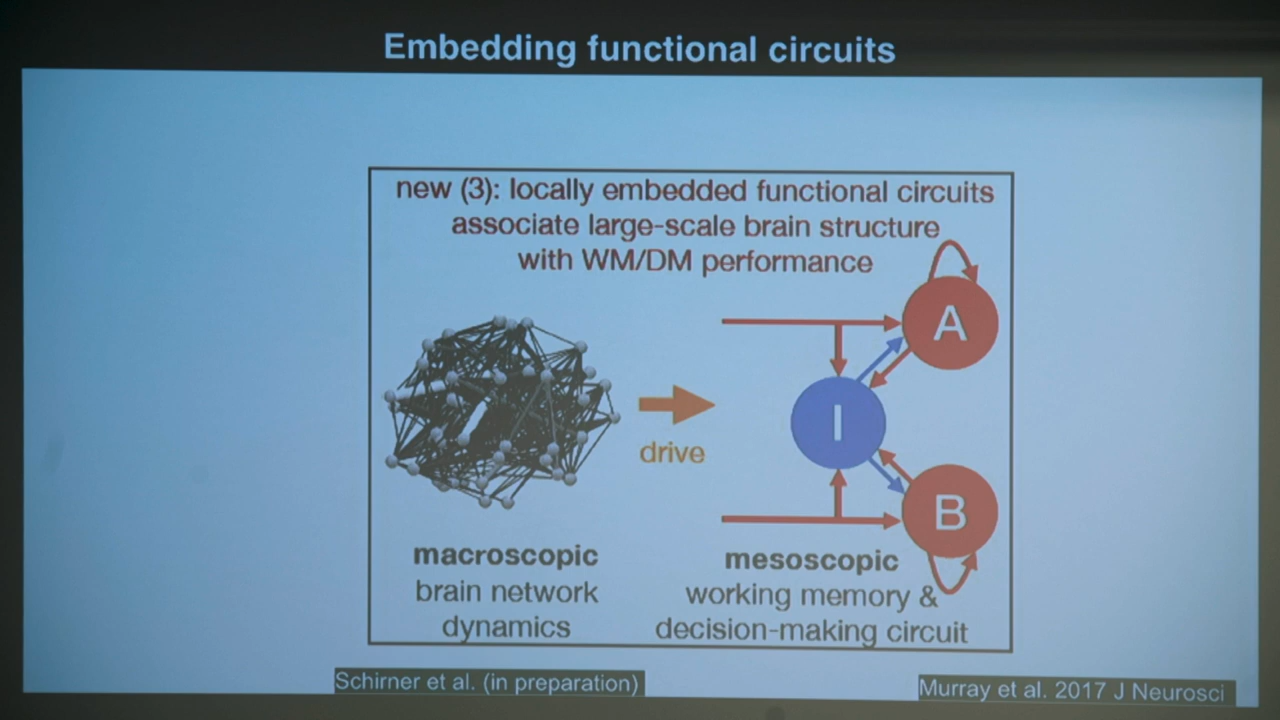 Embedding functional circuits
new (3): locally embedded functional circuits
associate large-scale brain structure
with WM/DM performance
A
I
drive
B
macroscopic
brain network
dynamics
mesoscopic
working memory &
decision-making circuit
Schirner et al. (in preparation)
Murray et al. 2017 J Neurosci